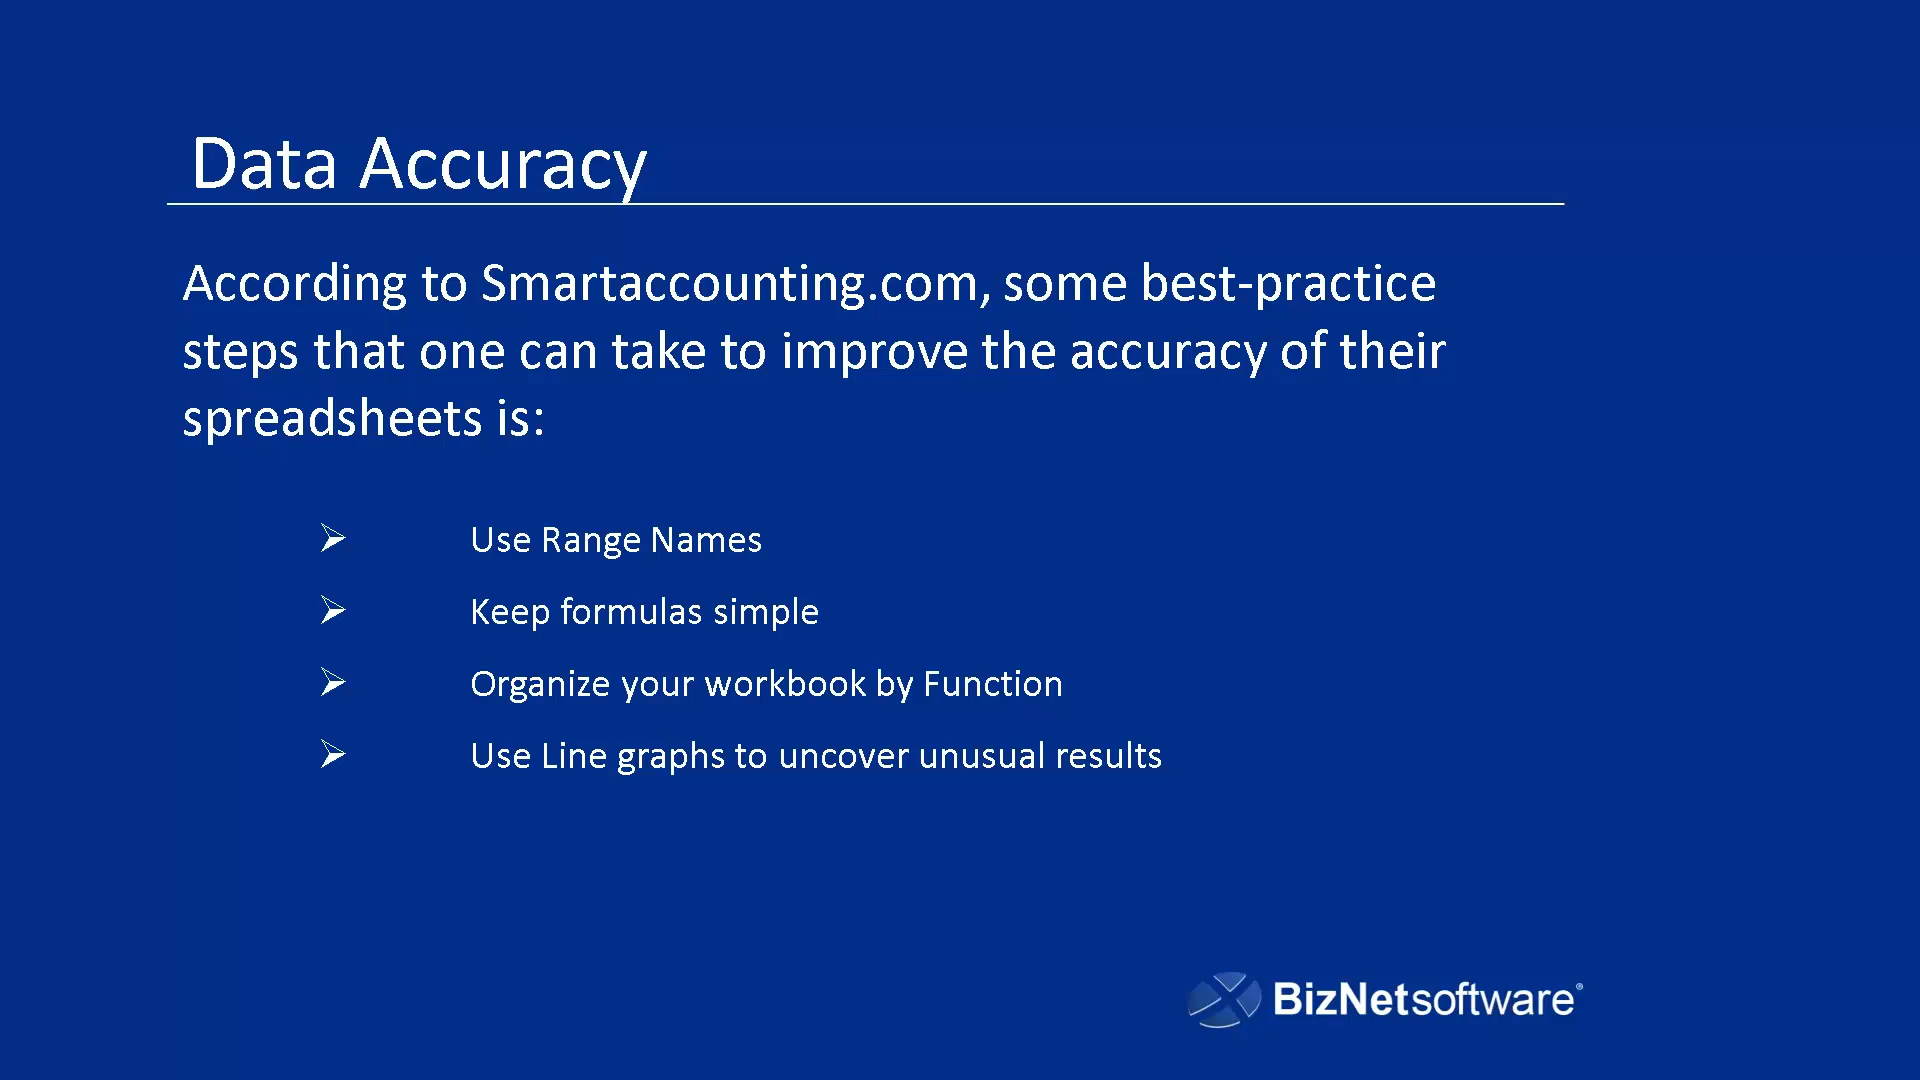 Data Accuracy
According to Smartaccounting.com, some best-practice
steps that one can take to improve the accuracy of their
spreadsheets is:
➢ Use Range Names
➢ Keep formulas simple
➢ Organize your workbook by Function
➢ Use Line graphs to uncover unusual results
BizNetsoftware®